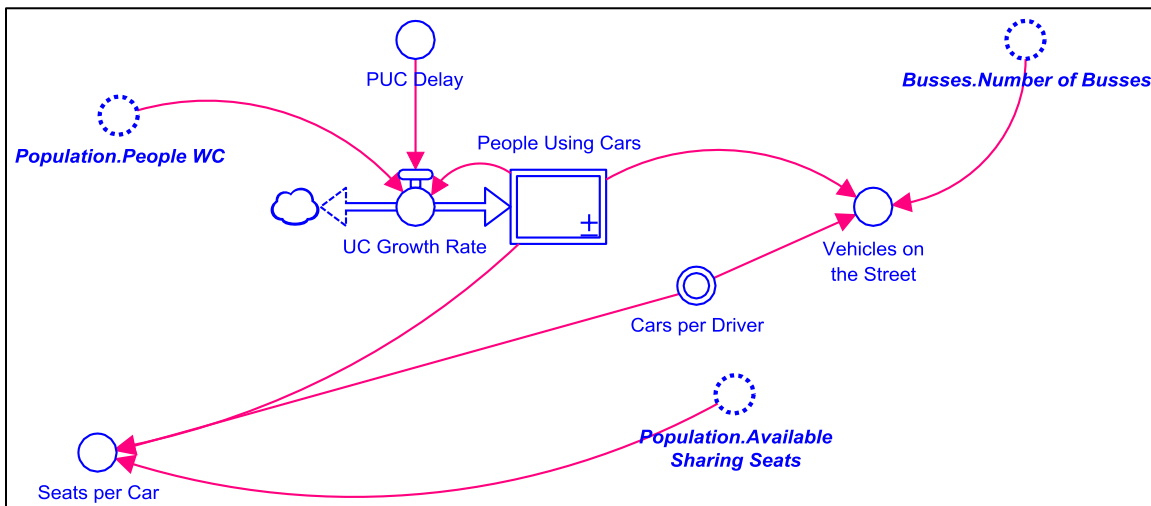 PUC Delay
Busses.Number of Busses
People Using Cars
Population.People WC
UC Growth Rate
Vehicles on
the Street
Cars per Driver
Population.Available
Sharing Seats
Seats per Car